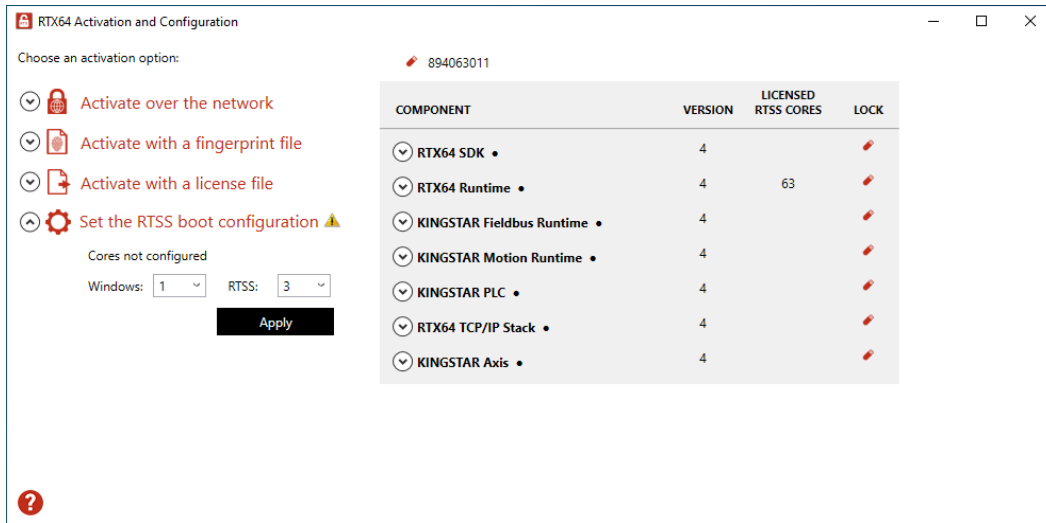 RTX64 Activation and Configuration
Choose an activation option:
Activate over the network
Activate with a fingerprint file
Activate with a license file
Set the RTSS boot configuration
Cores not configured
Windows: 1 RTSS: 3
Apply
894063011
COMPONENT VERSION LICENSED RTSS CORES LOCK
RTX64 SDK • 4
RTX64 Runtime • 4 63
KINGSTAR Fieldbus Runtime • 4
KINGSTAR Motion Runtime • 4
KINGSTAR PLC • 4
RTX64 TCP/IP Stack • 4
KINGSTAR Axis • 4
?